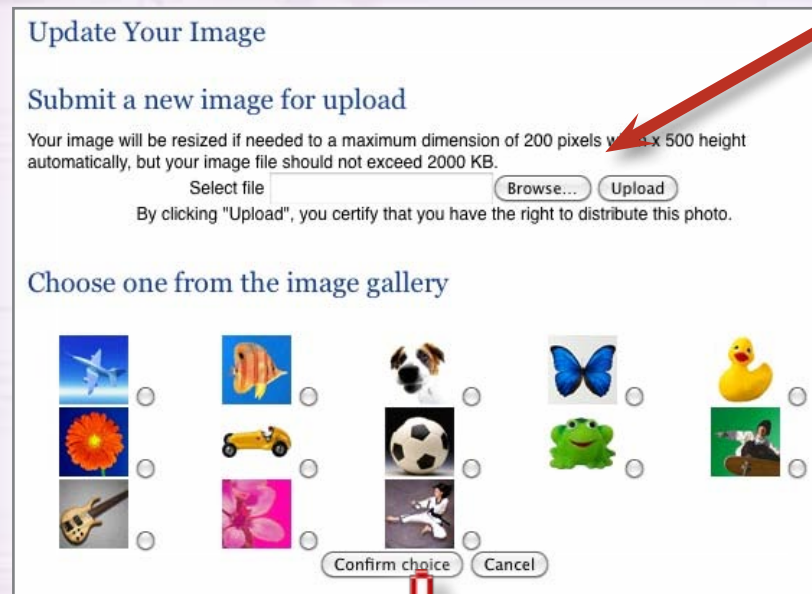 Update Your Image
Submit a new image for upload
Your image will be resized if needed to a maximum dimension of 200 pixels x 500 height
automatically, but your image file should not exceed 2000 KB.
Select file Browse... Upload
By clicking "Upload", you certify that you have the right to distribute this photo.
Choose one from the image gallery
Confirm choice Cancel